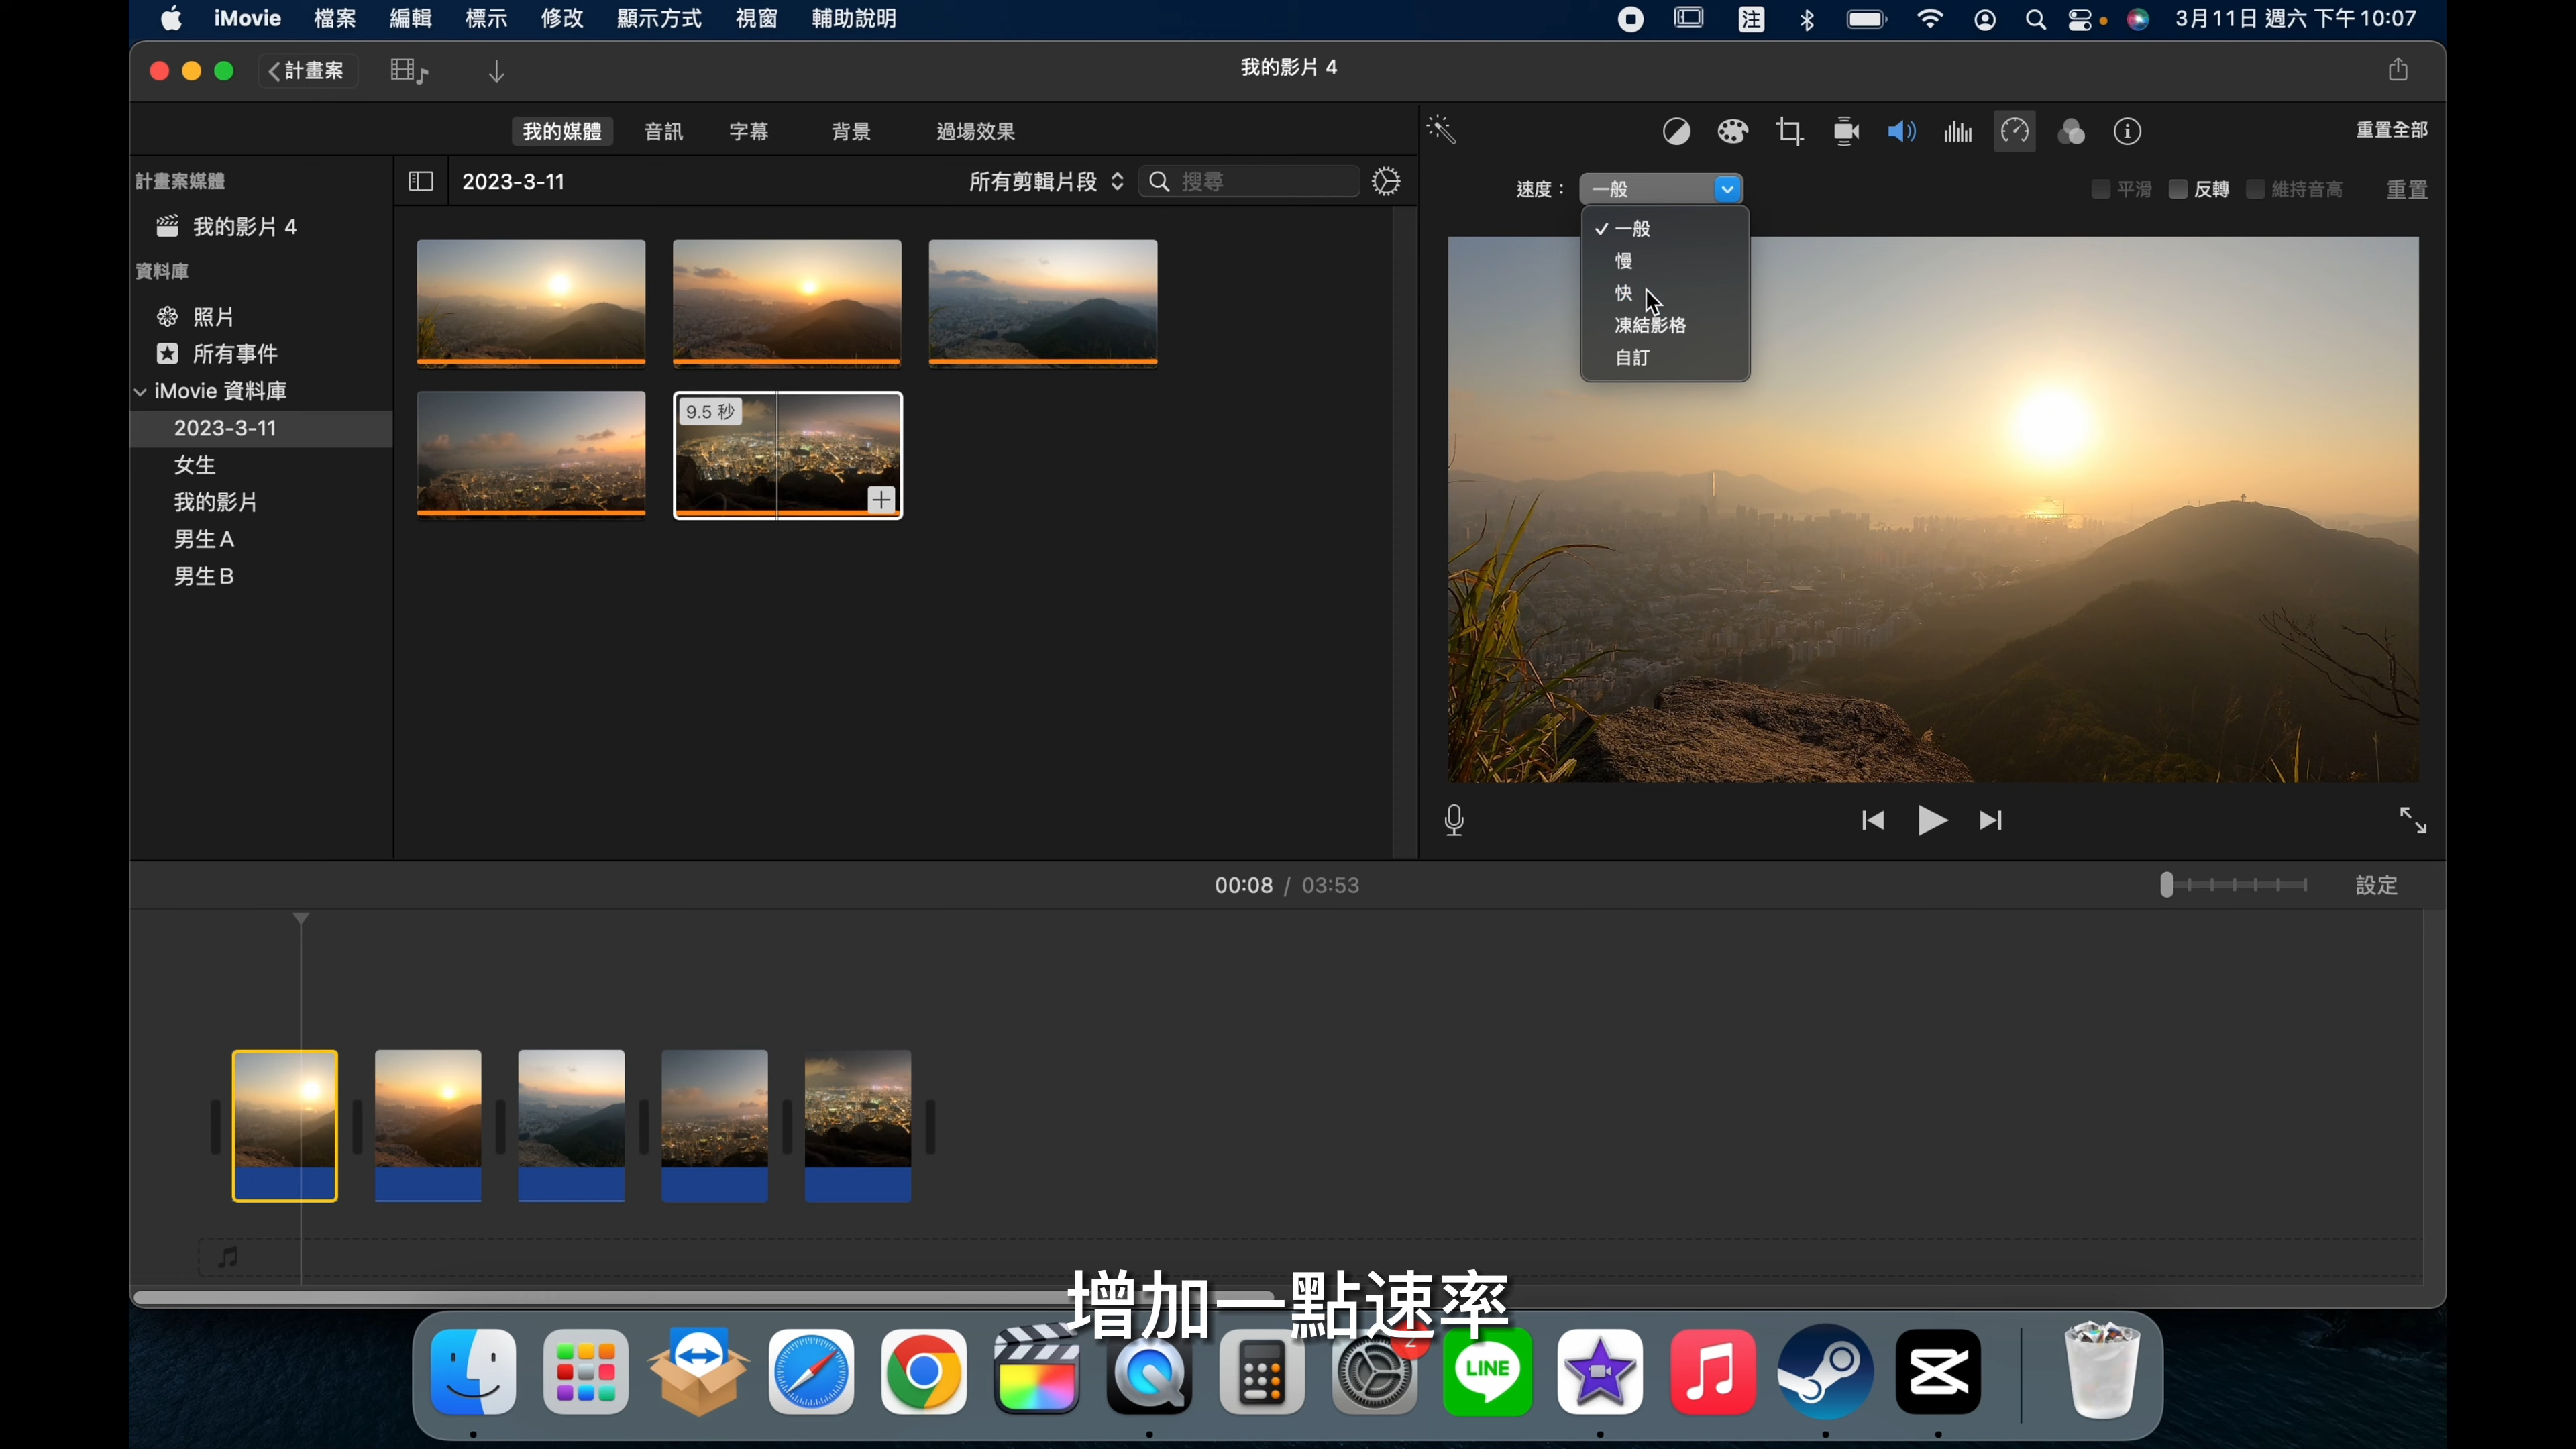 iMovie 檔案 編輯 標示 修改 顯示方式 視窗 輔助說明 注 3月11日 週六 下午10:07
計畫案 我的影片 4
我的媒體 音訊 字幕 背景 過場效果 重置全部
計畫案媒體
我的影片 4
資料庫
照片
所有事件
iMovie 資料庫
2023-3-11
女生
我的影片
男生A
男生B
2023-3-11 所有剪輯片段 搜尋
9.5 秒
速度： 一般 平滑 反轉 維持音高 重置
一般
慢
快
凍結影格
自訂
00:08 / 03:53 設定
增加一點速率
2
LINE